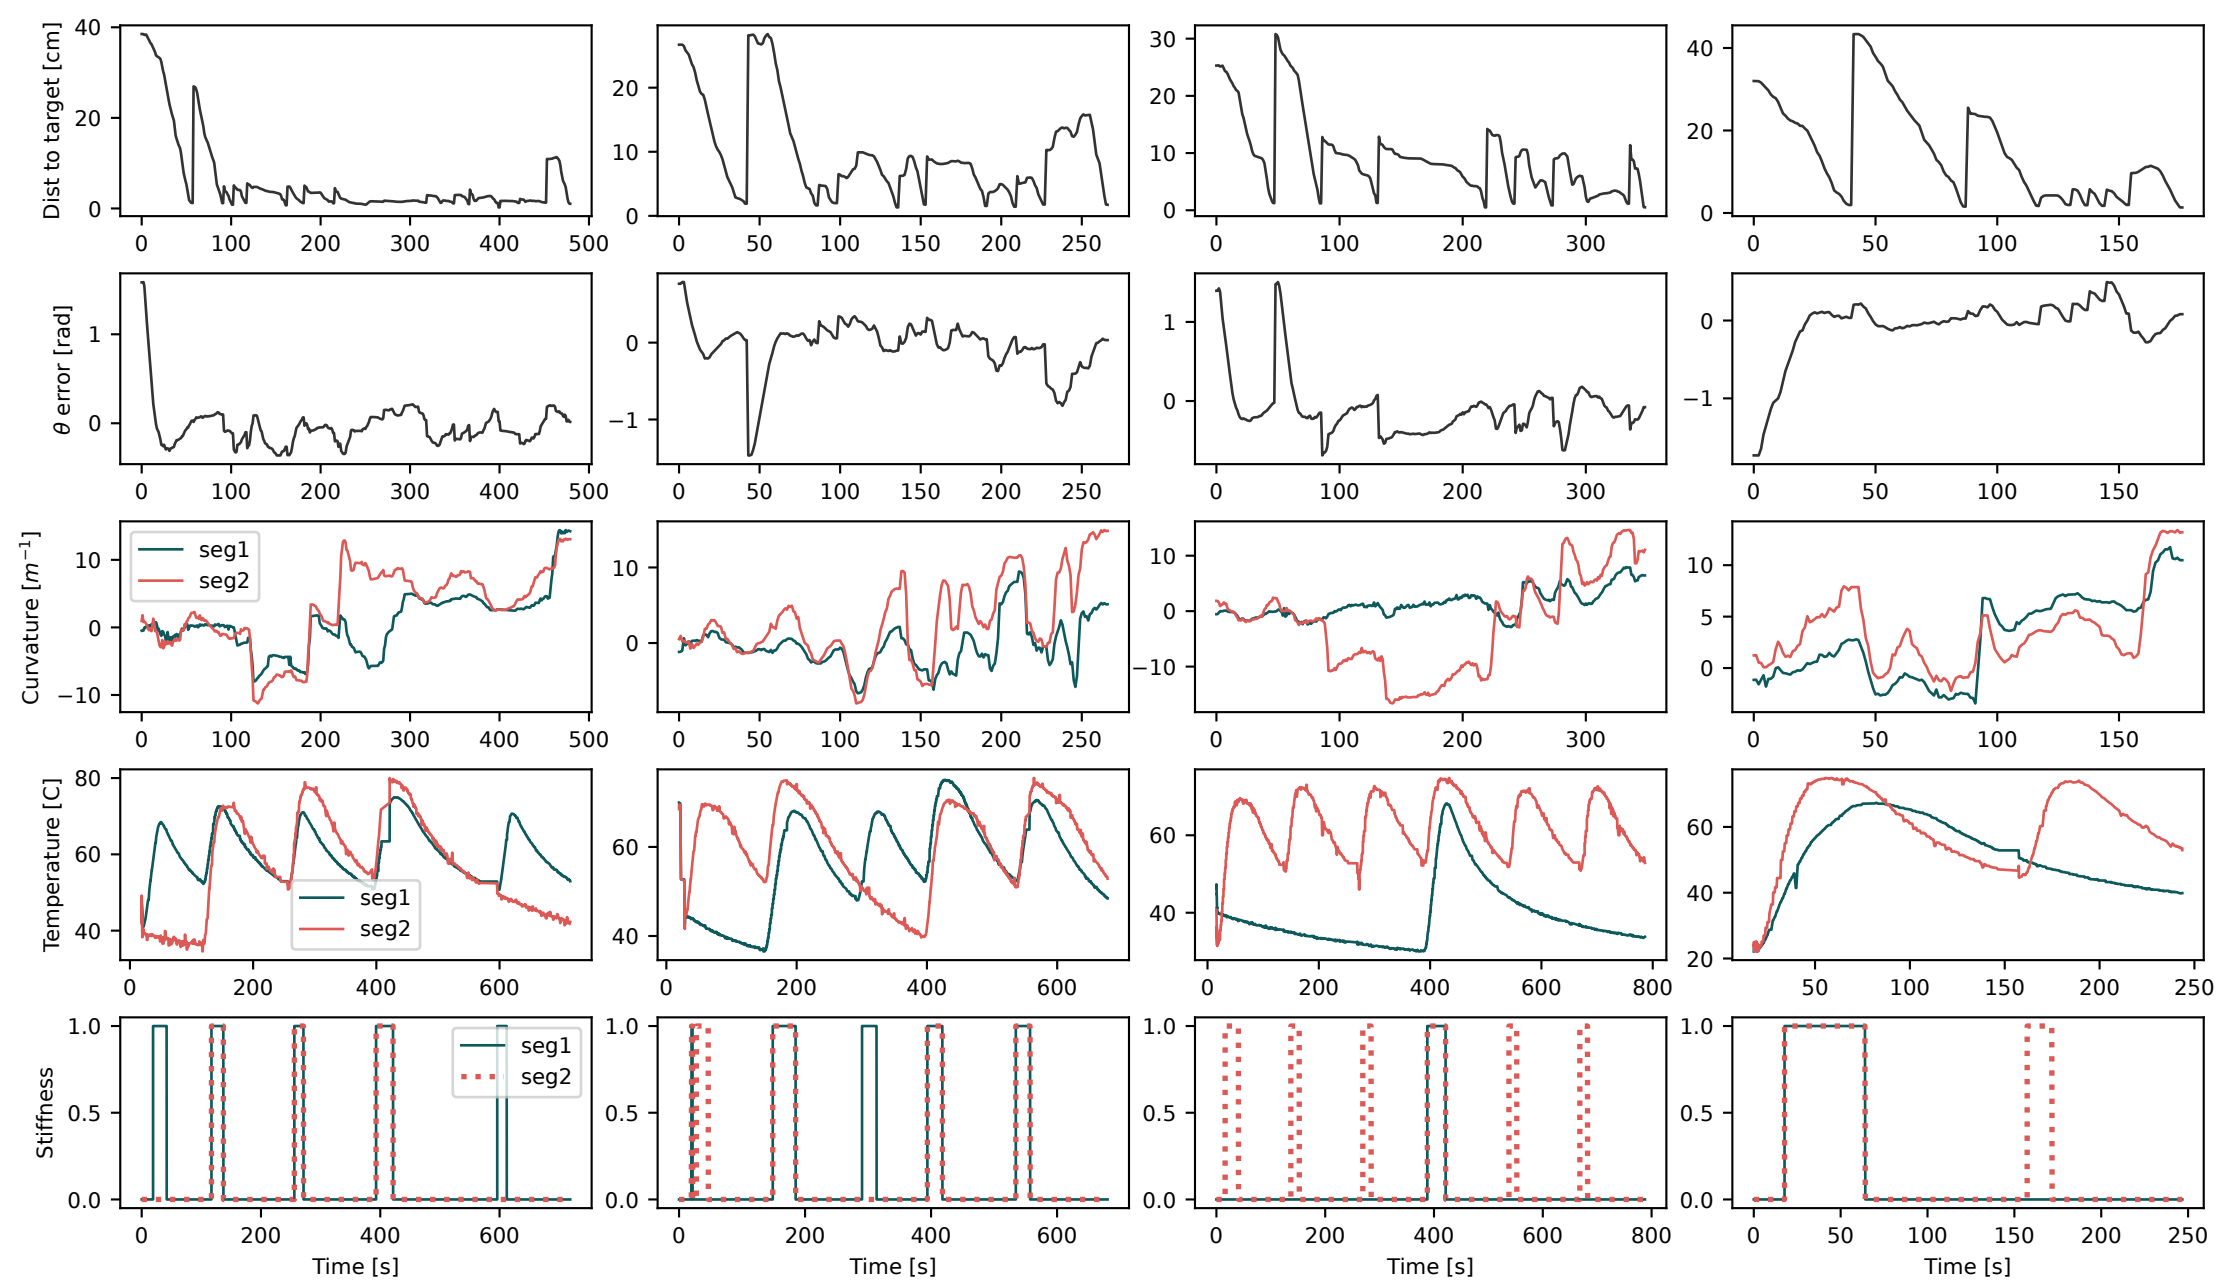 Dist to target [cm]
40
20
0
0 100 200 300 400 500
20
10
0
0 50 100 150 200 250
30
20
10
0
0 100 200 300
40
20
0
0 50 100 150
θ error [rad]
1
0
0 100 200 300 400 500
0
−1
0 50 100 150 200 250
1
0
0 100 200 300
0
−1
0 50 100 150
Curvature [m⁻¹]
10
0
−10
seg1
seg2
0 100 200 300 400 500
10
0
0 50 100 150 200 250
10
0
−10
0 100 200 300
10
5
0
0 50 100 150
Temperature [C]
80
60
40
seg1
seg2
0 200 400 600
60
40
0 200 400 600
60
40
0 200 400 600 800
60
40
20
50 100 150 200 250
Stiffness
1.0
0.5
0.0
seg1
seg2
0 200 400 600
Time [s]
1.0
0.5
0.0
0 200 400 600
Time [s]
1.0
0.5
0.0
0 200 400 600 800
Time [s]
1.0
0.5
0.0
0 50 100 150 200 250
Time [s]